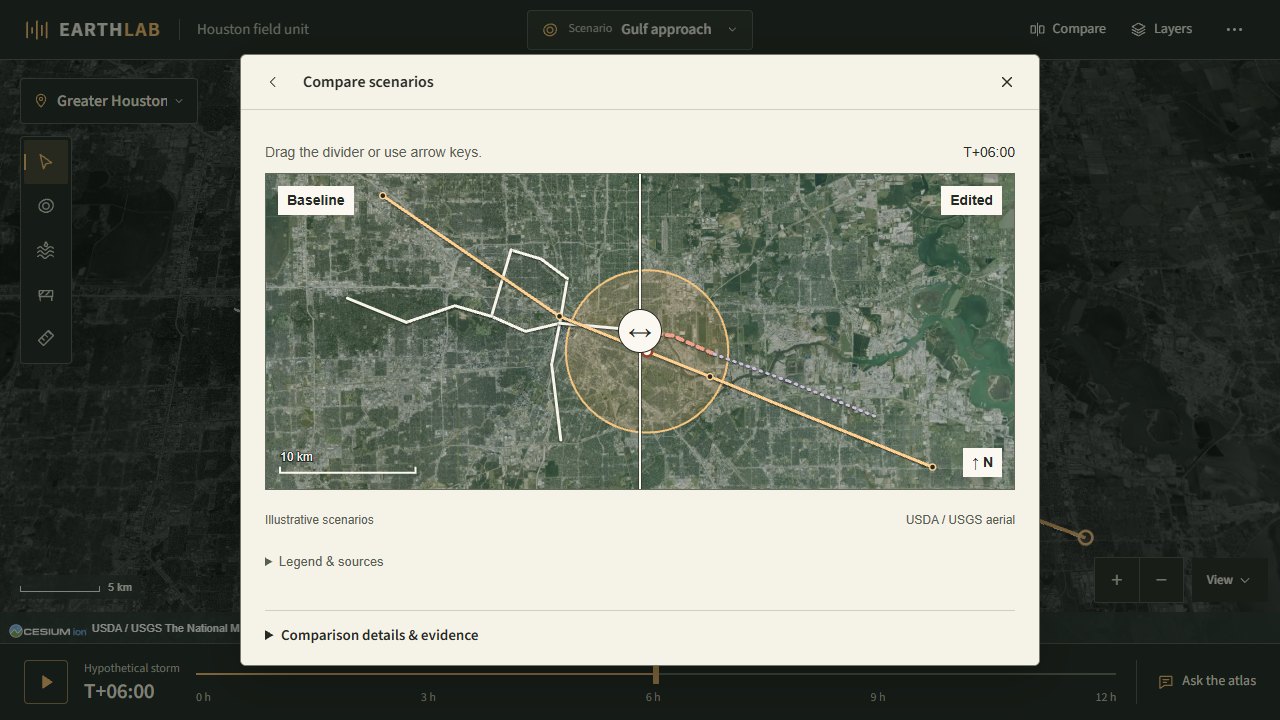 EARTHLAB
Houston field unit
Scenario Gulf approach
Compare
Layers
Greater Houston
Compare scenarios
Drag the divider or use arrow keys.
T+06:00
Baseline
Edited
10 km
↑ N
Illustrative scenarios
USDA / USGS aerial
Legend & sources
Comparison details & evidence
5 km
+
−
View
CESIUM ion
USDA / USGS The National M
Hypothetical storm
T+06:00
0 h
3 h
6 h
9 h
12 h
Ask the atlas